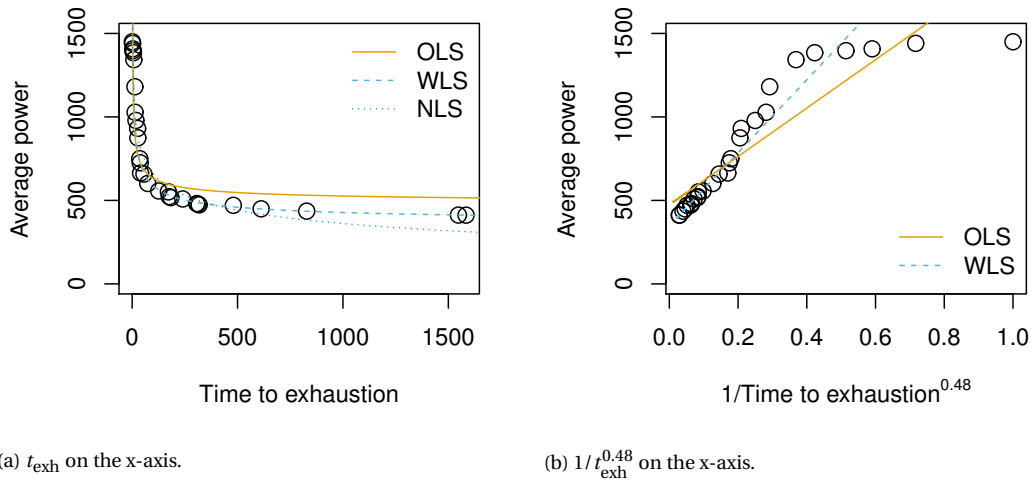 1500
1000
500
0
Average power
OLS
WLS
NLS
0
500
1000
1500
Time to exhaustion
(a) t_exh on the x-axis.
1500
1000
500
0
Average power
OLS
WLS
0.0
0.2
0.4
0.6
0.8
1.0
1/Time to exhaustion^0.48
(b) 1/t_exh^0.48 on the x-axis.